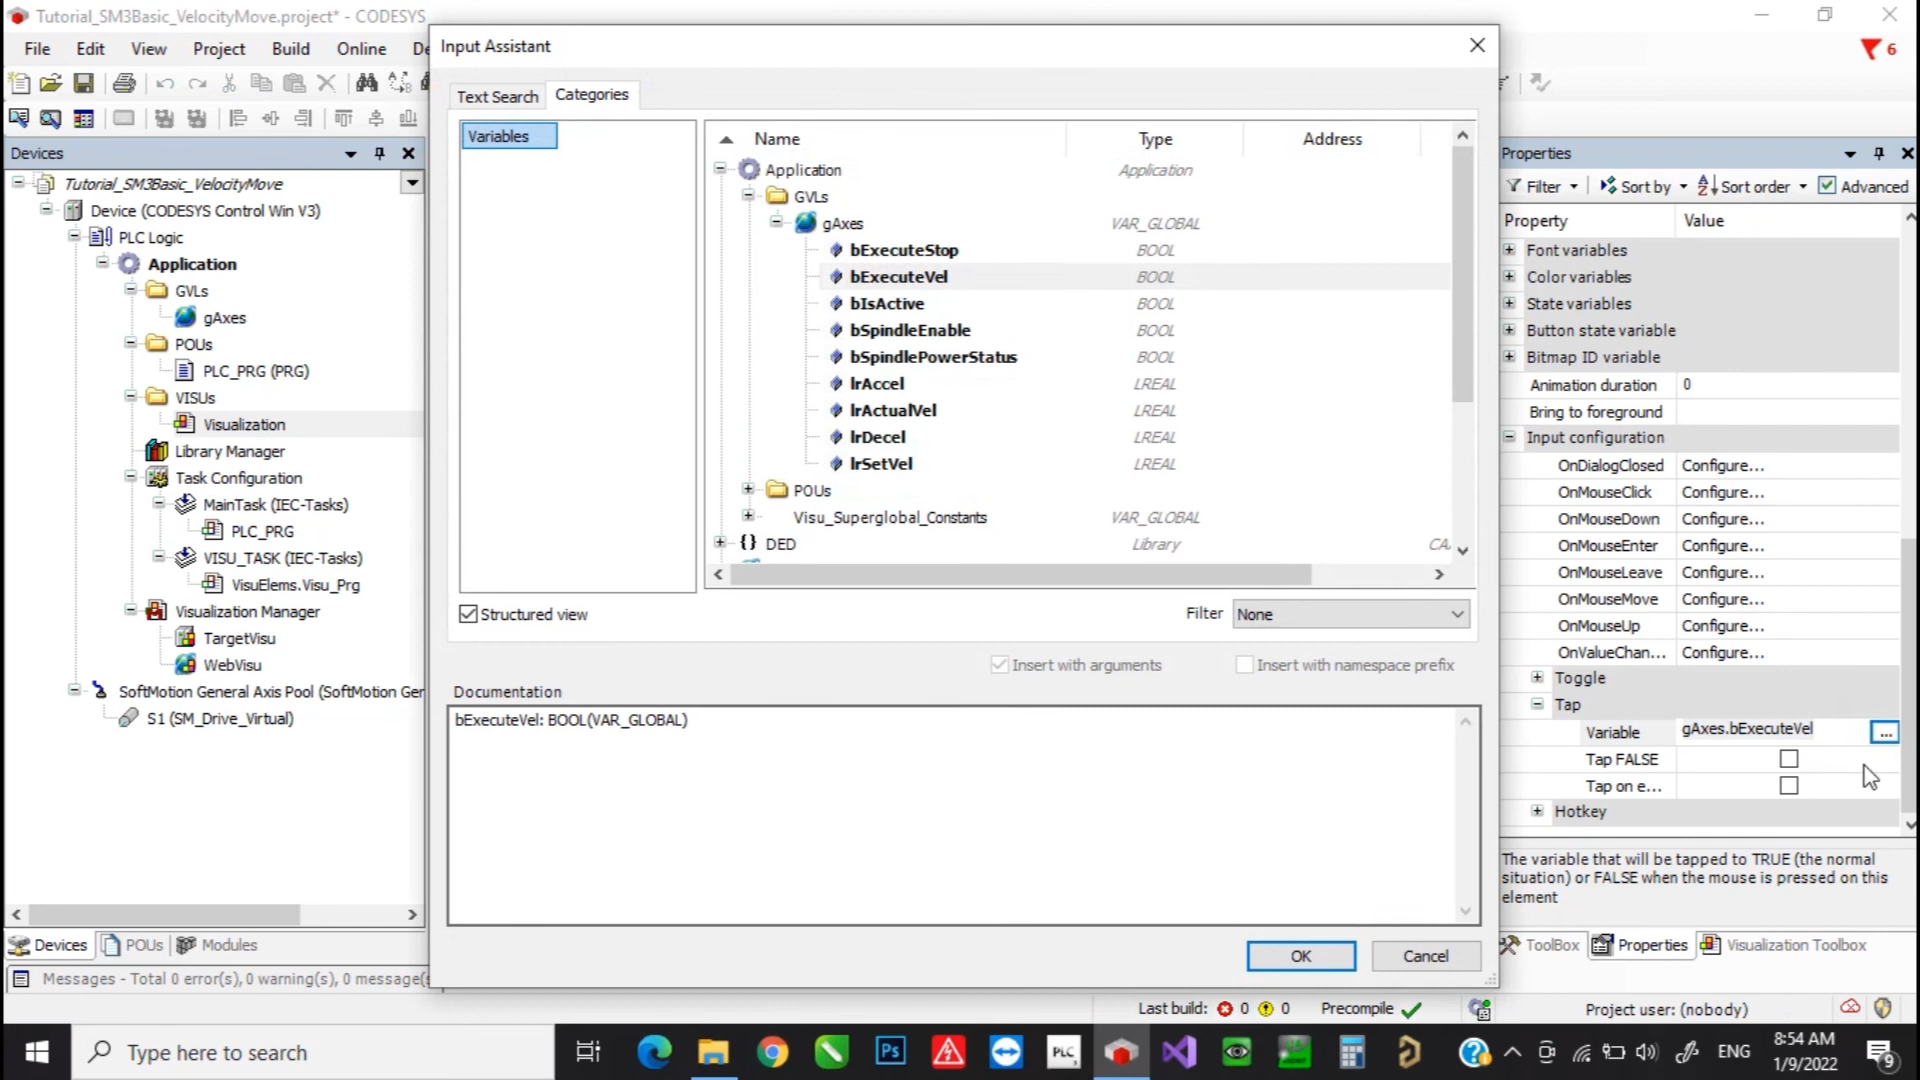 Tutorial_SM3Basic_VelocityMove.project* - CODESYS
File Edit View Project Build Online De
6
Devices
Tutorial_SM3Basic_VelocityMove
Device (CODESYS Control Win V3)
PLC Logic
Application
GVLs
gAxes
POUs
PLC_PRG (PRG)
VISUs
Visualization
Library Manager
Task Configuration
MainTask (IEC-Tasks)
PLC_PRG
VISU_TASK (IEC-Tasks)
VisuElems.Visu_Prg
Visualization Manager
TargetVisu
WebVisu
SoftMotion General Axis Pool (SoftMotion Ger
S1 (SM_Drive_Virtual)
Devices POUs Modules
Messages - Total 0 error(s), 0 warning(s), 0 message(s
Input Assistant
Text Search Categories
Variables
Name Type Address
Application Application
GVLs
gAxes VAR_GLOBAL
bExecuteStop BOOL
bExecuteVel BOOL
bIsActive BOOL
bSpindleEnable BOOL
bSpindlePowerStatus BOOL
lrAccel LREAL
lrActualVel LREAL
lrDecel LREAL
lrSetVel LREAL
POUs
Visu_Superglobal_Constants VAR_GLOBAL
{} DED Library CA
Structured view Filter None
Insert with arguments Insert with namespace prefix
Documentation
bExecuteVel: BOOL(VAR_GLOBAL)
OK Cancel
Properties
Filter Sort by Sort order Advanced
Property Value
Font variables
Color variables
State variables
Button state variable
Bitmap ID variable
Animation duration 0
Bring to foreground
Input configuration
OnDialogClosed Configure...
OnMouseClick Configure...
OnMouseDown Configure...
OnMouseEnter Configure...
OnMouseLeave Configure...
OnMouseMove Configure...
OnMouseUp Configure...
OnValueChan... Configure...
Toggle
Tap
Variable gAxes.bExecuteVel ...
Tap FALSE
Tap on e...
Hotkey
The variable that will be tapped to TRUE (the normal
situation) or FALSE when the mouse is pressed on this
element
ToolBox Properties Visualization Toolbox
Last build: 0 0 Precompile Project user: (nobody)
Type here to search
Ps
PLC
ENG
8:54 AM
1/9/2022
9